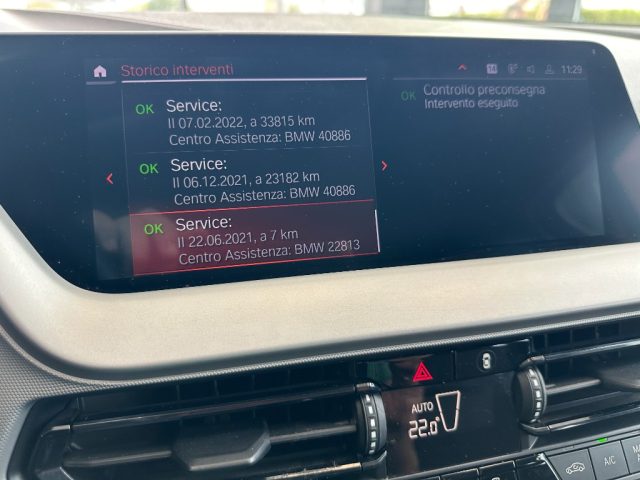 Storico interventi
14
11:29
OK Service:
Il 07.02.2022, a 33815 km
Centro Assistenza: BMW 40886
OK Service:
Il 06.12.2021, a 23182 km
Centro Assistenza: BMW 40886
OK Service:
Il 22.06.2021, a 7 km
Centro Assistenza: BMW 22813
OK Controllo preconsegna
Intervento eseguito
AUTO
22.0°
A/C